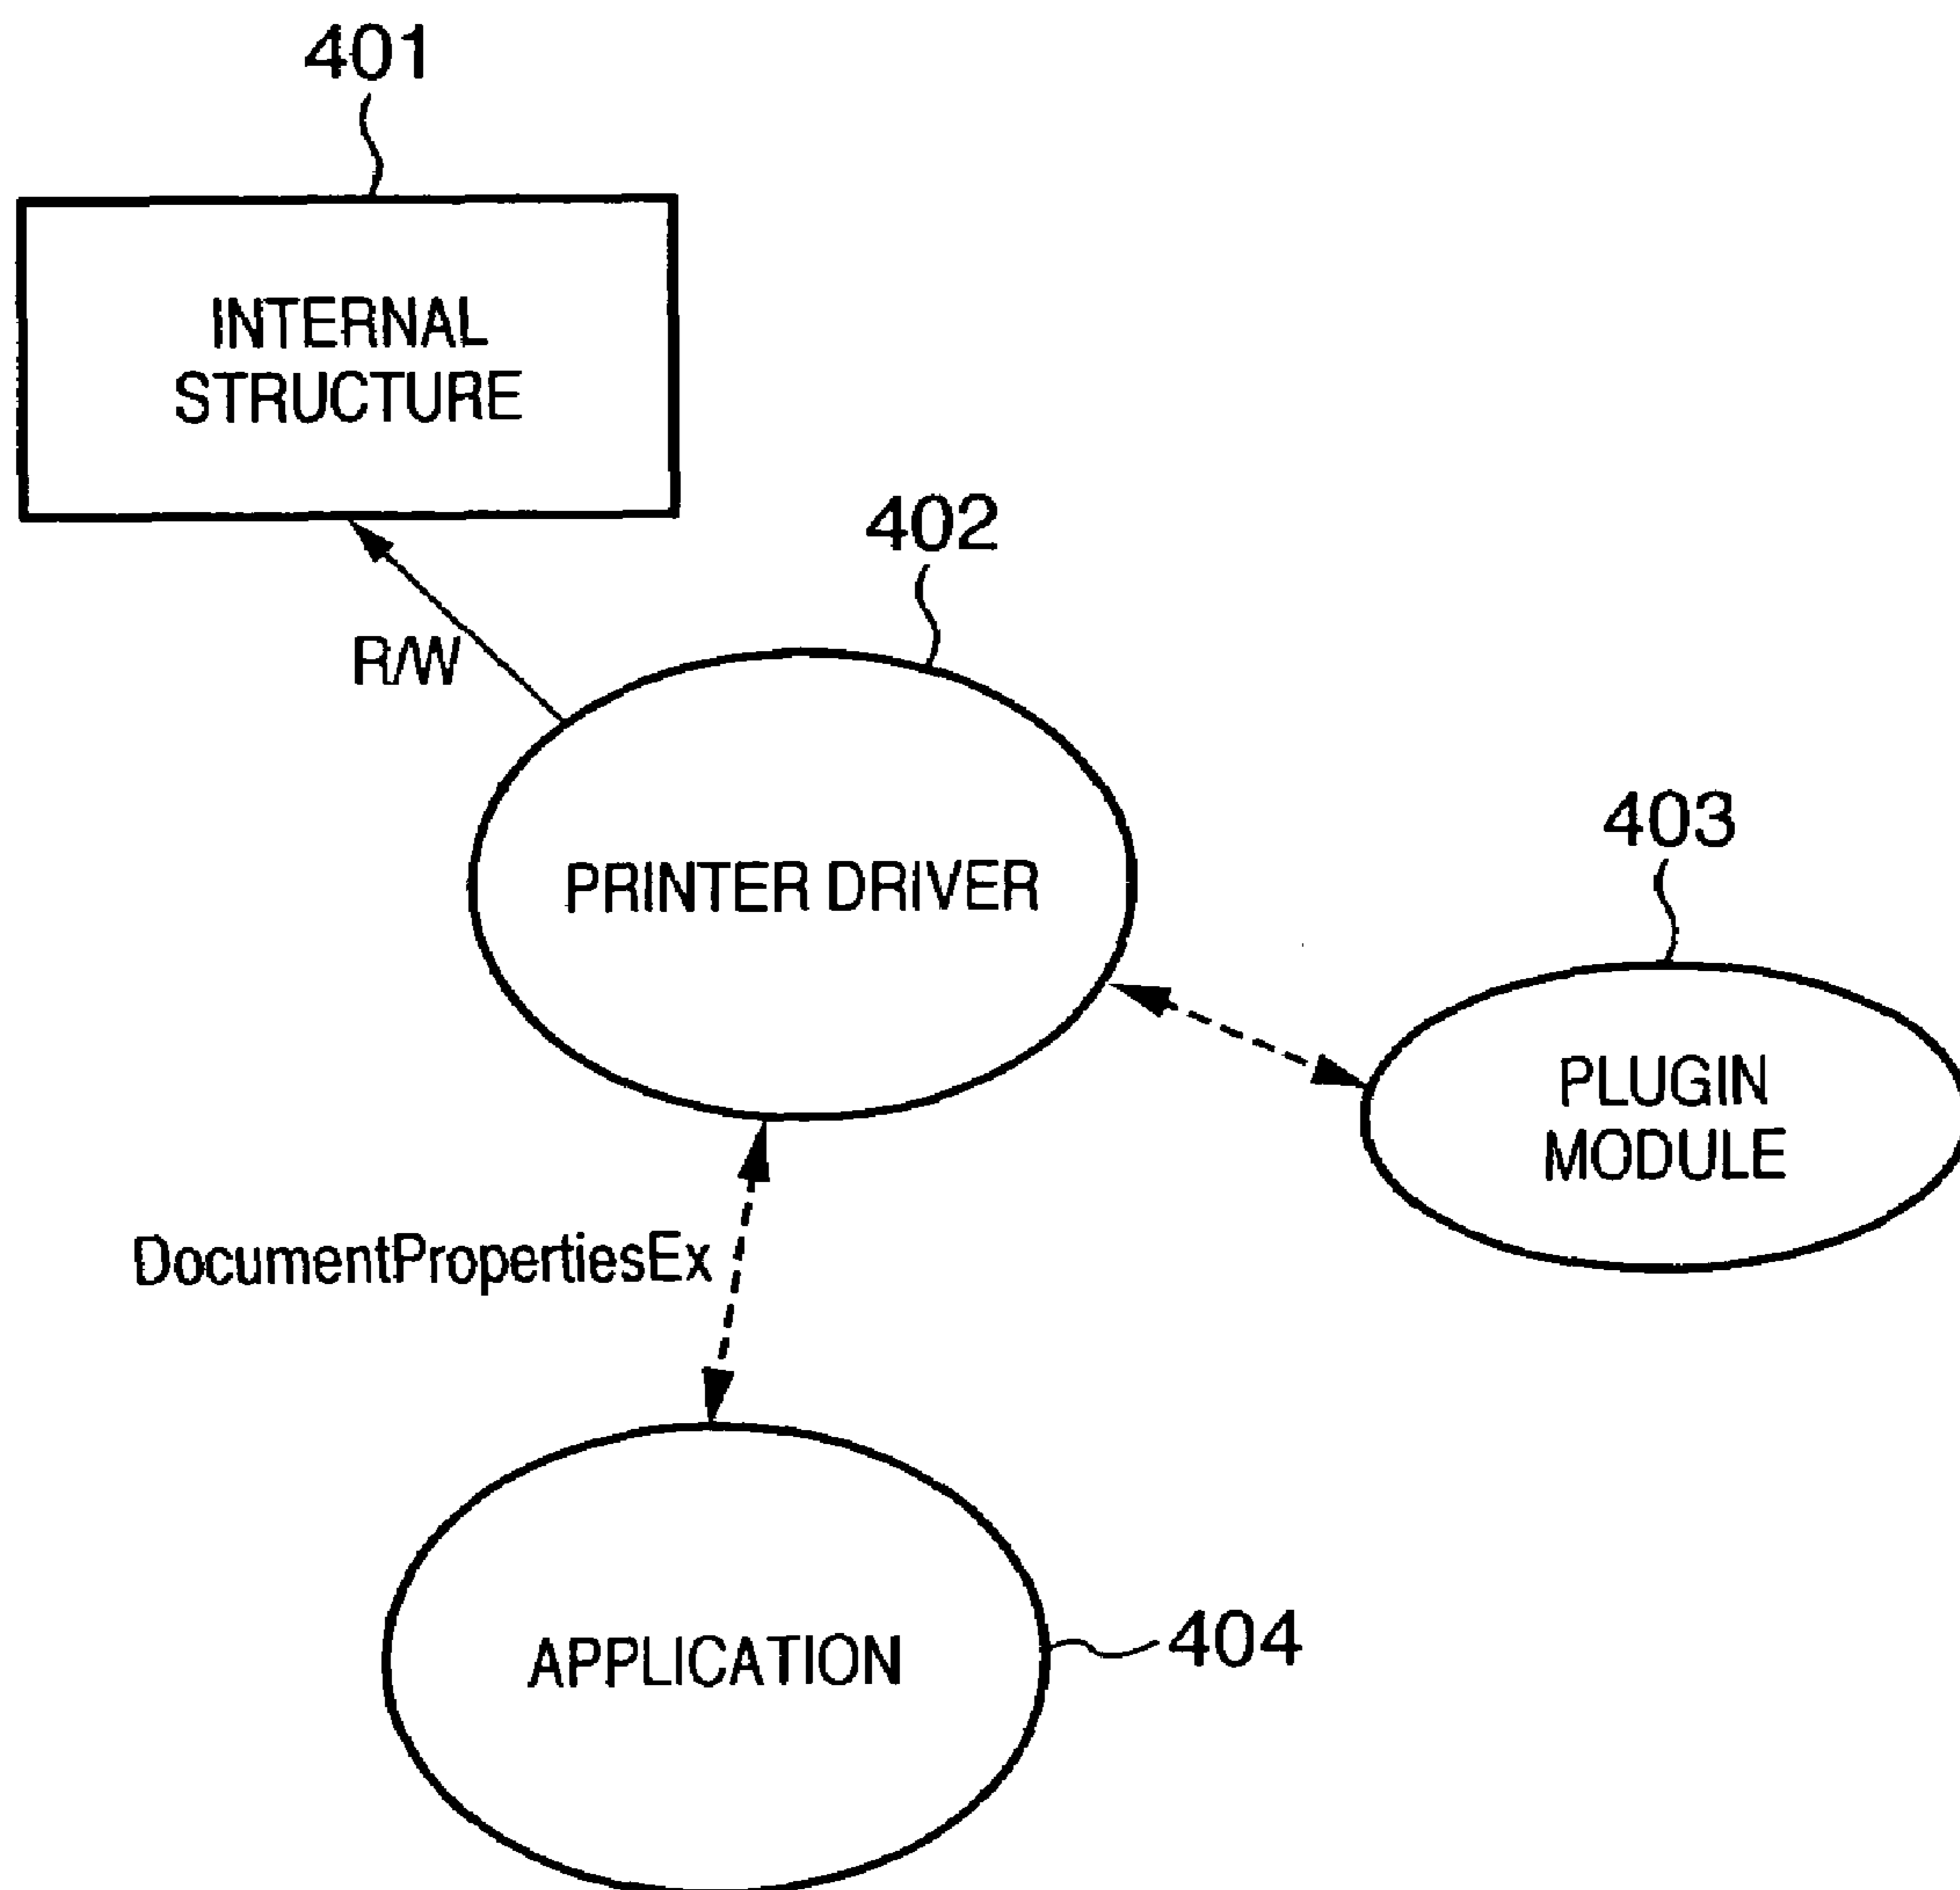 401
INTERNAL
STRUCTURE
402
R/W
PRINTER DRIVER
403
PLUGIN
MODULE
DocumentPropertiesEx
APPLICATION
404